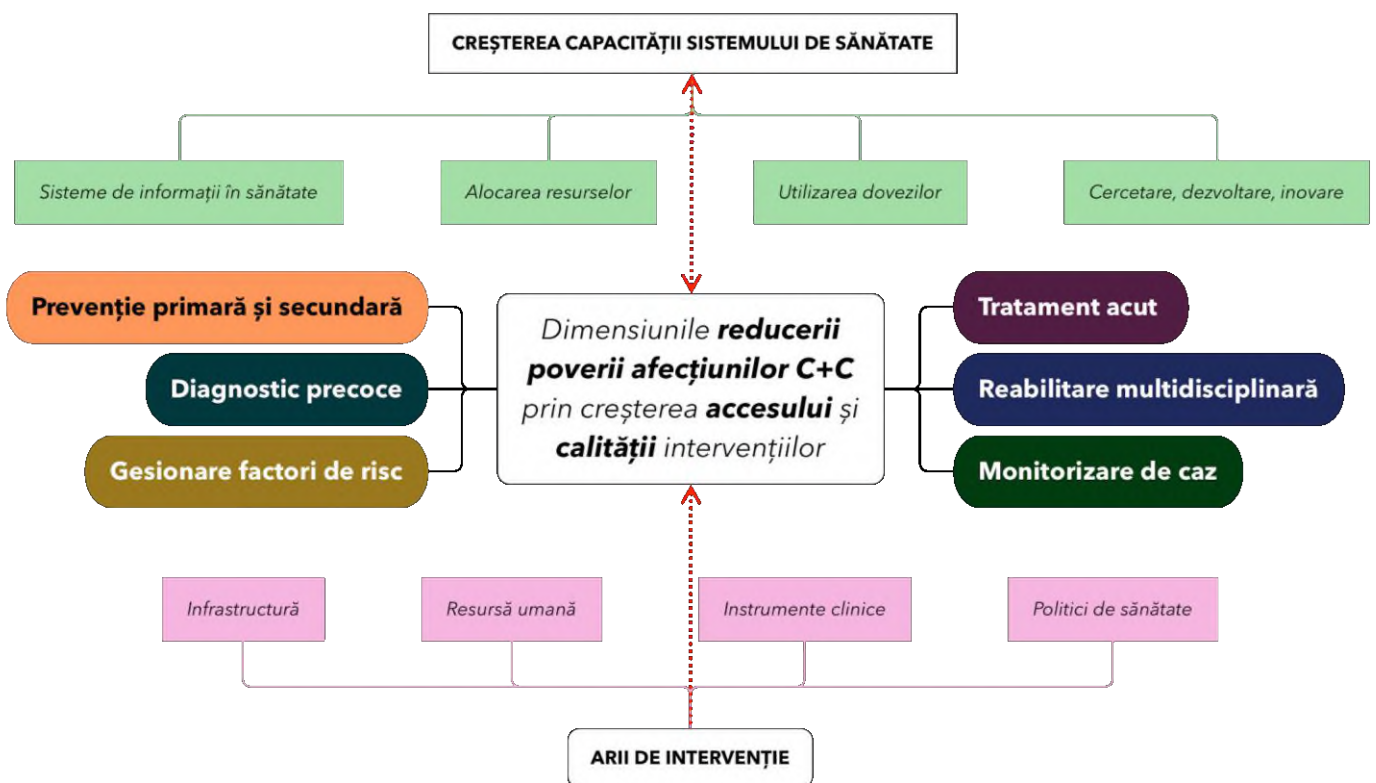 CREȘTEREA CAPACITĂȚII SISTEMULUI DE SĂNĂTATE
Sisteme de informații în sănătate
Alocarea resurselor
Utilizarea dovezilor
Cercetare, dezvoltare, inovare
Prevenție primară și secundară
Diagnostic precoce
Gesionare factori de risc
Dimensiunile reducerii
poverii afecțiunilor C+C
prin creșterea accesului și
calității intervențiilor
Tratament acut
Reabilitare multidisciplinară
Monitorizare de caz
Infrastructură
Resursă umană
Instrumente clinice
Politici de sănătate
ARII DE INTERVENȚIE